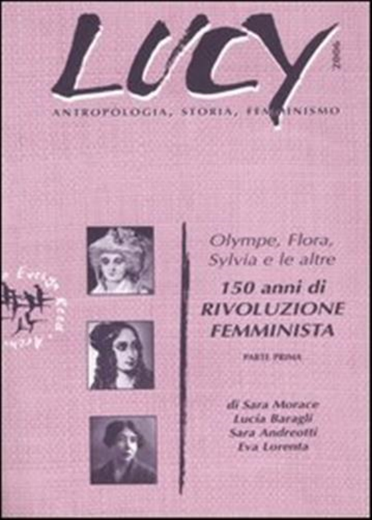 LUCY
2006
ANTROPOLOGIA, STORIA, FEMMINISMO
Olympe, Flora,
Sylvia e le altre
150 anni di
RIVOLUZIONE
FEMMINISTA
PARTE PRIMA
di Sara Morace
Lucia Baragli
Sara Andreotti
Eva Lorenta